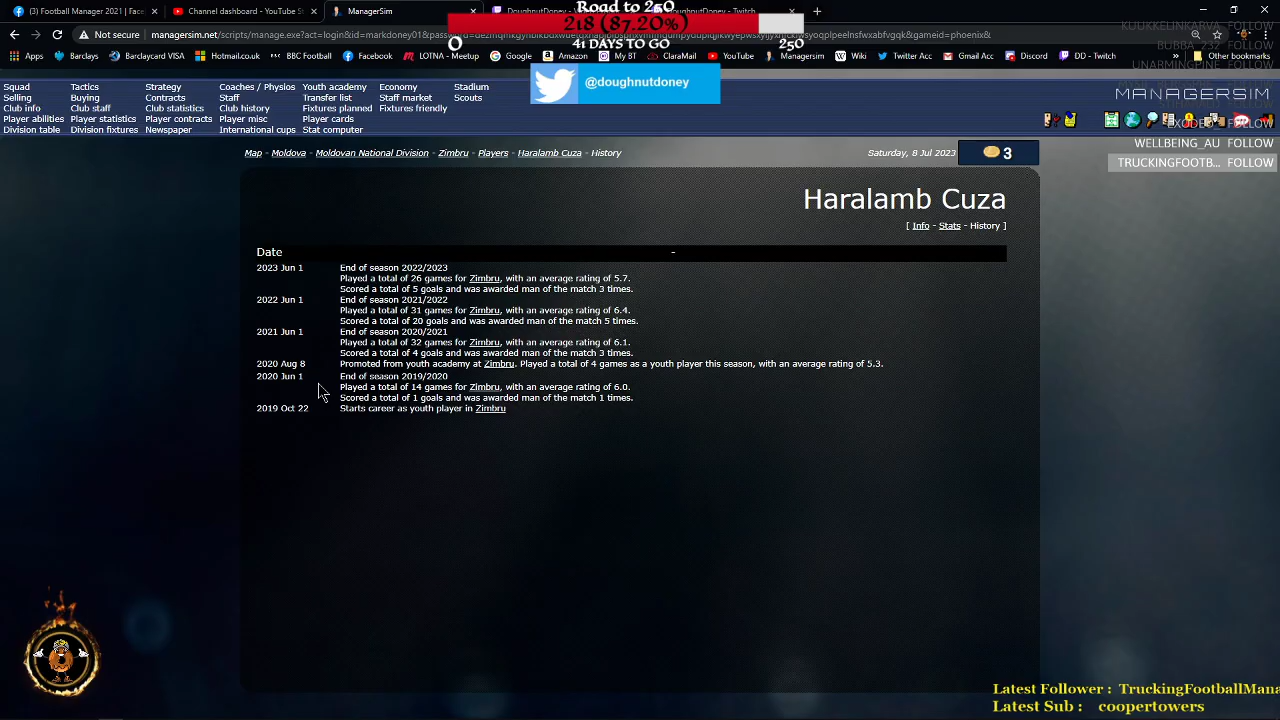 Road to 250
218 (87.20%)
0 41 DAYS TO GO 250
@doughnutdoney
(3) Football Manager 2021 | Face
Channel dashboard - YouTube St
ManagerSim
DoughnutDoney - Twitch
Not secure
Apps Barclays Barclaycard VISA Hotmail.co.uk BBC BBC Football Facebook LOTNA - Meetup Google Amazon My BT ClaraMail YouTube Managersim Wiki Twitter Gmail Acc Discord DD - Twitch Other bookmarks
KUUKKELINKARVA FOLLOW
BUBBA_232 FOLLOW
UNARMINGPINE FOLLOW
WELLBEING_AU FOLLOW
TRUCKINGFOOTB... FOLLOW
MANAGERSIM
Squad Tactics Strategy Coaches / Physios Youth academy Economy Stadium
Selling Buying Contracts Staff Transfer list Staff market Scouts
Club info Club staff Club statistics Club history Fixtures planned Fixtures friendly
Player abilities Player statistics Player contracts Player misc Player cards
Division table Division fixtures Newspaper International cups Stat computer
Map - Moldova - Moldovan National Division - Zimbru - Players - Haralamb Cuza - History
Saturday, 8 Jul 2023 3
Haralamb Cuza
[ Info - Stats - History ]
Date -
2023 Jun 1 End of season 2022/2023
Played a total of 26 games for Zimbru, with an average rating of 5.7.
Scored a total of 5 goals and was awarded man of the match 3 times.
2022 Jun 1 End of season 2021/2022
Played a total of 31 games for Zimbru, with an average rating of 6.4.
Scored a total of 20 goals and was awarded man of the match 5 times.
2021 Jun 1 End of season 2020/2021
Played a total of 32 games for Zimbru, with an average rating of 6.1.
Scored a total of 4 goals and was awarded man of the match 3 times.
2020 Aug 8 Promoted from youth academy at Zimbru. Played a total of 4 games as a youth player this season, with an average rating of 5.3.
2020 Jun 1 End of season 2019/2020
Played a total of 14 games for Zimbru, with an average rating of 6.0.
Scored a total of 1 goals and was awarded man of the match 1 times.
2019 Oct 22 Starts career as youth player in Zimbru
Latest Follower : TruckingFootballMana
Latest Sub : coopertowers